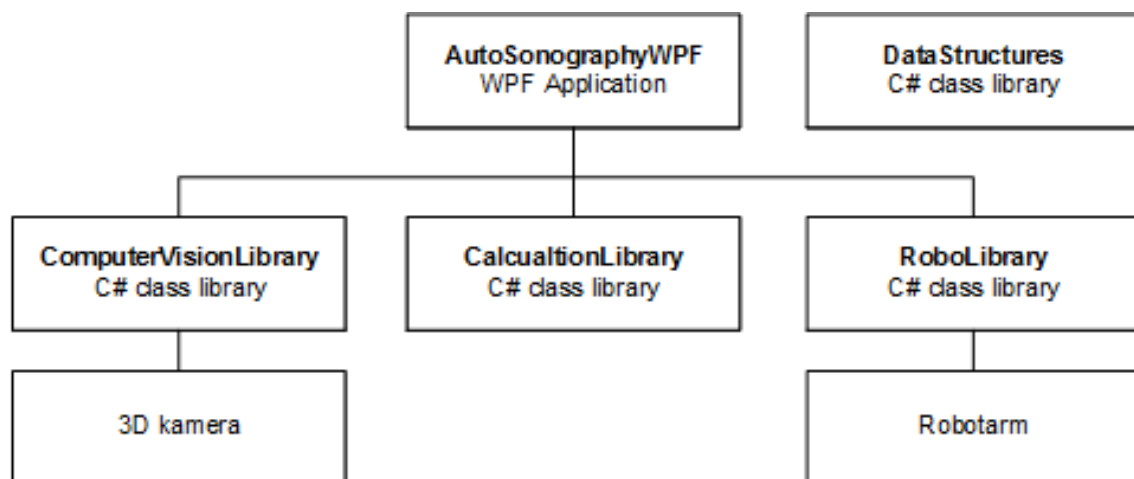 AutoSonographyWPF
WPF Application
DataStructures
C# class library
ComputerVisionLibrary
C# class library
CalcualtionLibrary
C# class library
RoboLibrary
C# class library
3D kamera
Robotarm